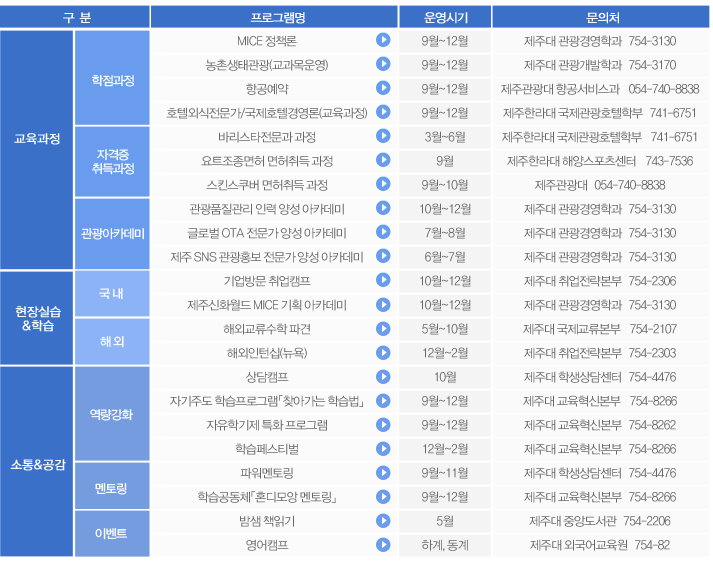 구 분 프로그램명 운영시기 문의처
교육과정
학점과정
MICE 정책론 9월~12월 제주대 관광경영학과 754-3130
농촌생태관광(교과목운영) 9월~12월 제주대 관광개발학과 754-3170
항공예약 9월~12월 제주관광대 항공서비스과 054-740-8838
호텔외식전문가/국제호텔경영론(교육과정) 9월~12월 제주한라대 국제관광호텔학부 741-6751
자격증
취득과정
바리스타전문과 과정 3월~6월 제주한라대 국제관광호텔학부 741-6751
요트조종면허 면허취득 과정 9월 제주한라대 해양스포츠센터 743-7536
스킨스쿠버 면허취득 과정 9월~10월 제주관광대 054-740-8838
관광아카데미
관광품질관리 인력 양성 아카데미 10월~12월 제주대 관광경영학과 754-3130
글로벌 OTA 전문가 양성 아카데미 7월~8월 제주대 관광경영학과 754-3130
제주 SNS 관광홍보 전문가 양성 아카데미 6월~7월 제주대 관광경영학과 754-3130
현장실습
&학습
국 내
기업방문 취업캠프 10월~12월 제주대 취업전략본부 754-2306
제주신화월드 MICE 기획 아카데미 10월~12월 제주대 관광경영학과 754-3130
해 외
해외교류수학 파견 5월~10월 제주대 국제교류본부 754-2107
해외인턴십(뉴욕) 12월~2월 제주대 취업전략본부 754-2303
소통&공감
역량강화
상담캠프 10월 제주대 학생상담센터 754-4476
자기주도 학습프로그램「찾아가는 학습법」 9월~12월 제주대 교육혁신본부 754-8266
자유학기제 특화 프로그램 9월~12월 제주대 교육혁신본부 754-8262
학습페스티벌 12월~2월 제주대 교육혁신본부 754-8266
멘토링
파워멘토링 9월~11월 제주대 학생상담센터 754-4476
학습공동체「혼디모앙 멘토링」 9월~12월 제주대 교육혁신본부 754-8266
이벤트
밤샘 책읽기 5월 제주대 중앙도서관 754-2206
영어캠프 하계, 동계 제주대 외국어교육원 754-82